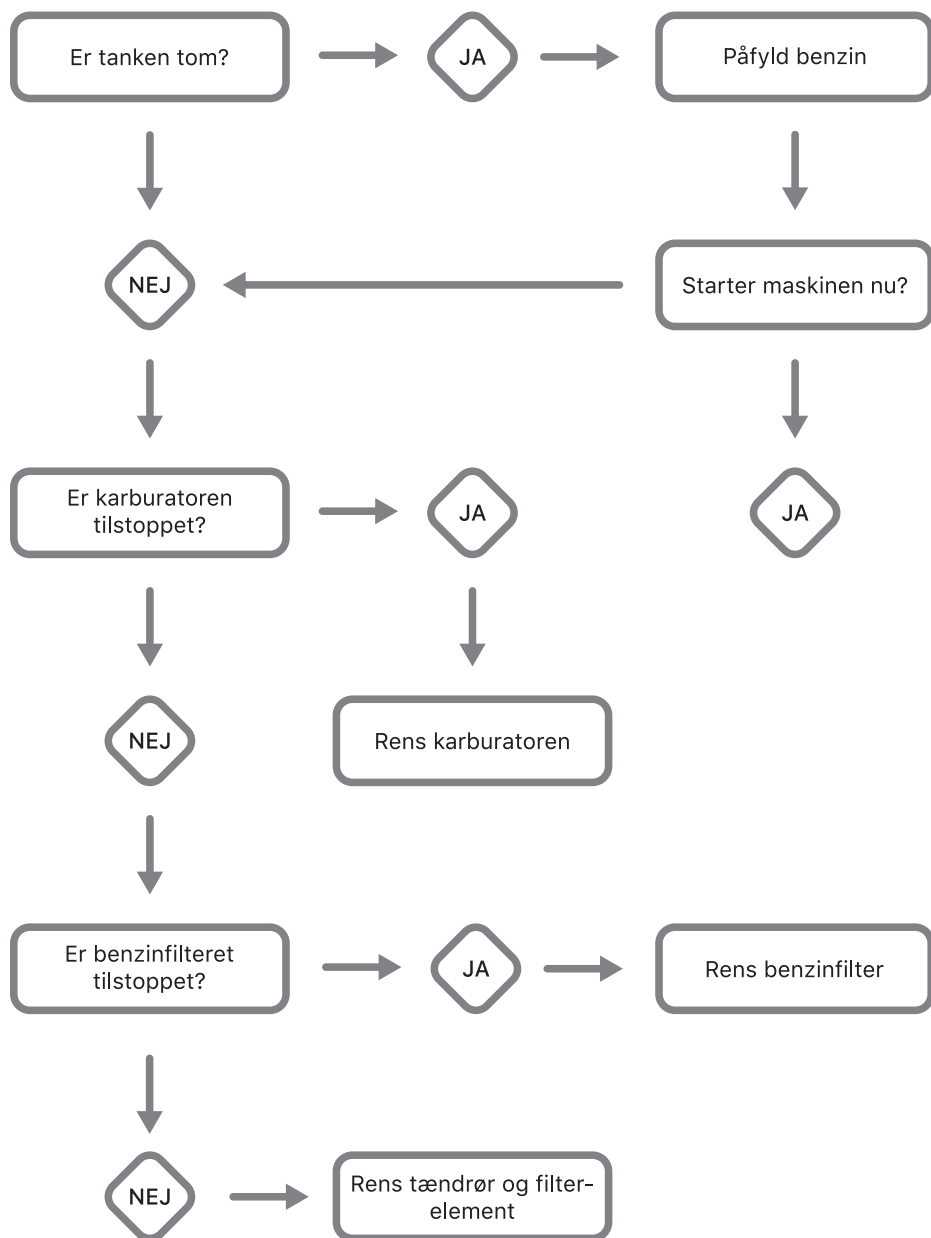 Er tanken tom?
JA
Påfyld benzin
NEJ
Starter maskinen nu?
Er karburatoren
tilstoppet?
JA
JA
NEJ
Rens karburatoren
Er benzinfilteret
tilstoppet?
JA
Rens benzinfilter
NEJ
Rens tændrør og filter-
element